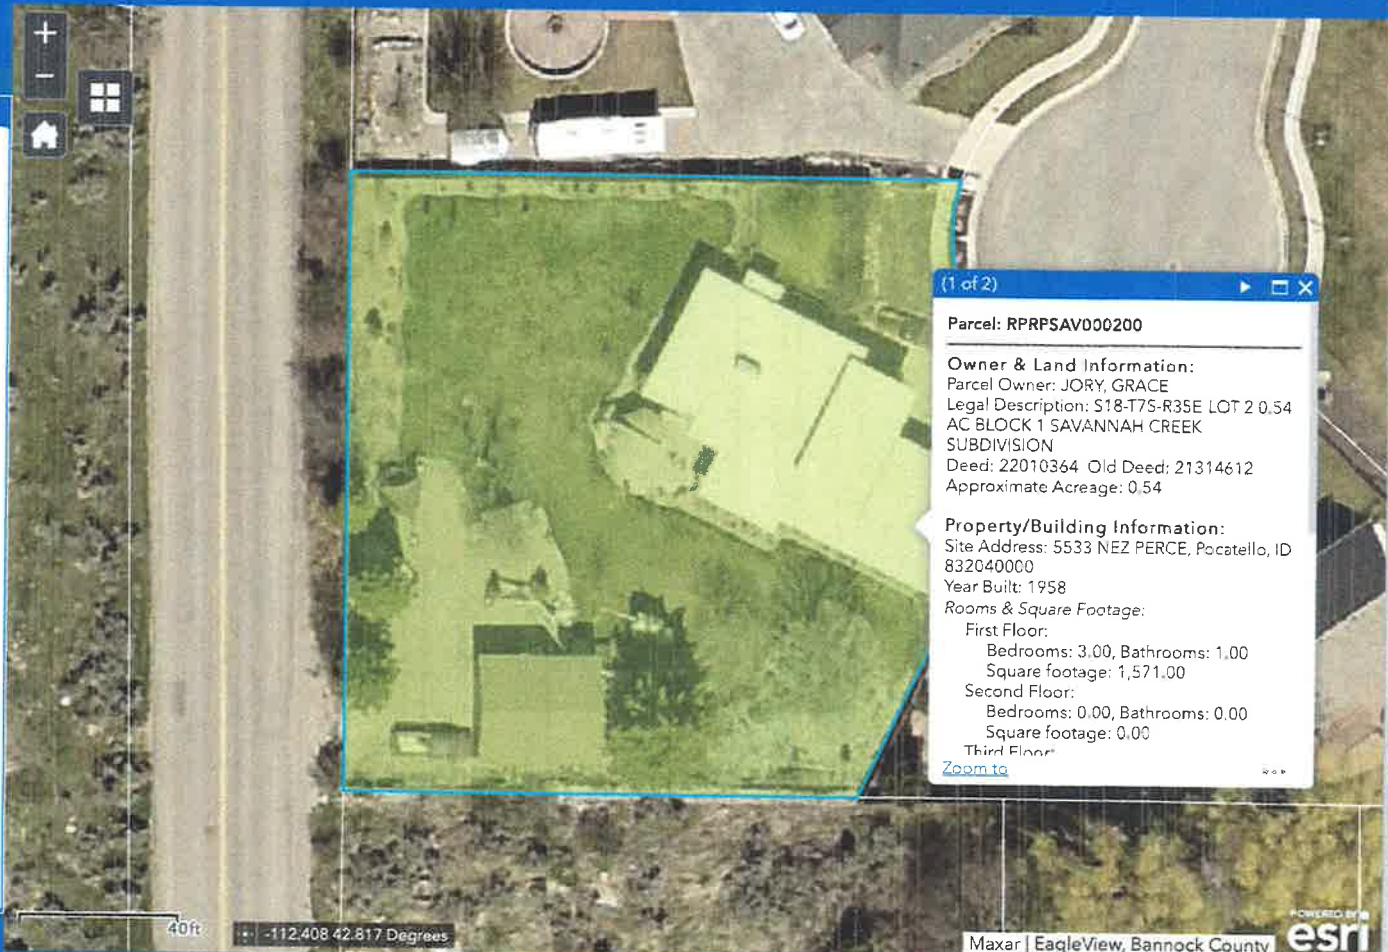 +
−
(1 of 2)
Parcel: RPRPSAV000200
Owner & Land Information:
Parcel Owner: JORY, GRACE
Legal Description: S18-T7S-R35E LOT 2 0.54
AC BLOCK 1 SAVANNAH CREEK
SUBDIVISION
Deed: 22010364 Old Deed: 21314612
Approximate Acreage: 0.54
Property/Building Information:
Site Address: 5533 NEZ PERCE, Pocatello, ID
832040000
Year Built: 1958
Rooms & Square Footage:
First Floor:
Bedrooms: 3.00, Bathrooms: 1.00
Square footage: 1,571.00
Second Floor:
Bedrooms: 0.00, Bathrooms: 0.00
Square footage: 0.00
Third Floor:
Zoom to
40ft
-112.408 42.817 Degrees
POWERED BY
esri
Maxar | EagleView, Bannock County